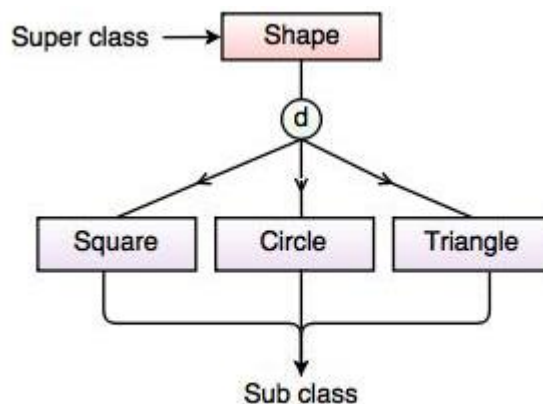 Super class
Shape
d
Square
Circle
Triangle
Sub class